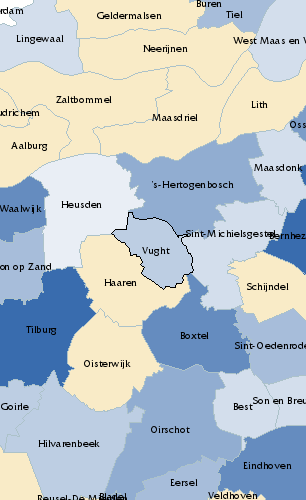 Buren
rdam
Geldermalsen
Tiel
Lingewaal
West Maas en V
Neerijnen
Zaltbommel
Lith
udrichem
Maasdriel
Oss
Aalburg
Maasdonk
's-Hertogenbosch
Heusden
Waalwijk
Sint-Michielsgestel
Bernhez
Vught
on op Zand
Haaren
Schijndel
Tilburg
Boxtel
Sint-Oedenrode
Oisterwijk
Son en Breu
Goirle
Best
Oirschot
Hilvarenbeek
Eindhoven
Eersel
Reusel-De Mierden
Bladel
Veldhoven